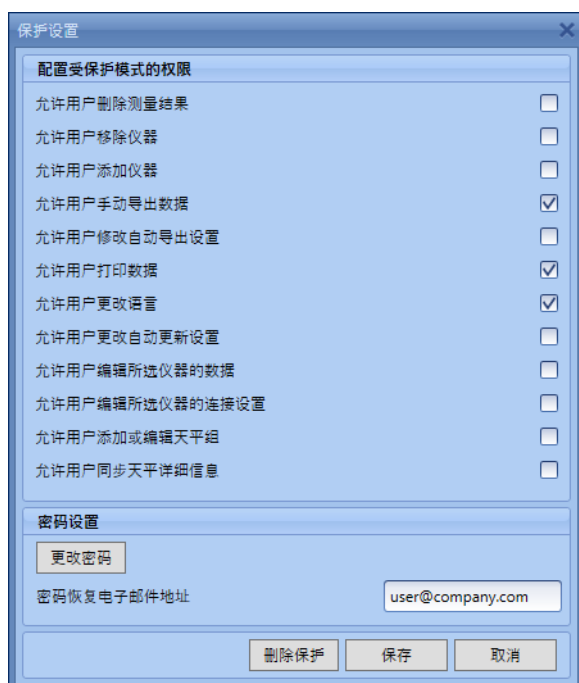 保护设置
配置受保护模式的权限
允许用户删除测量结果
允许用户移除仪器
允许用户添加仪器
允许用户手动导出数据
允许用户修改自动导出设置
允许用户打印数据
允许用户更改语言
允许用户更改自动更新设置
允许用户编辑所选仪器的数据
允许用户编辑所选仪器的连接设置
允许用户添加或编辑天平组
允许用户同步天平详细信息
密码设置
更改密码
密码恢复电子邮件地址 user@company.com
删除保护 保存 取消